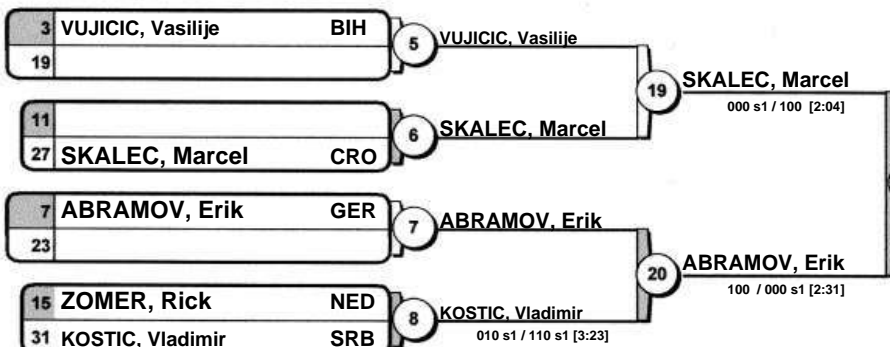 3 VUJICIC, Vasilije BIH
19
5
VUJICIC, Vasilije
11
27 SKALEC, Marcel CRO
6
SKALEC, Marcel
19
SKALEC, Marcel
000 s1 / 100 [2:04]
7 ABRAMOV, Erik GER
23
7
ABRAMOV, Erik
15 ZOMER, Rick NED
31 KOSTIC, Vladimir SRB
8
KOSTIC, Vladimir
010 s1 / 110 s1 [3:23]
20
ABRAMOV, Erik
100 / 000 s1 [2:31]